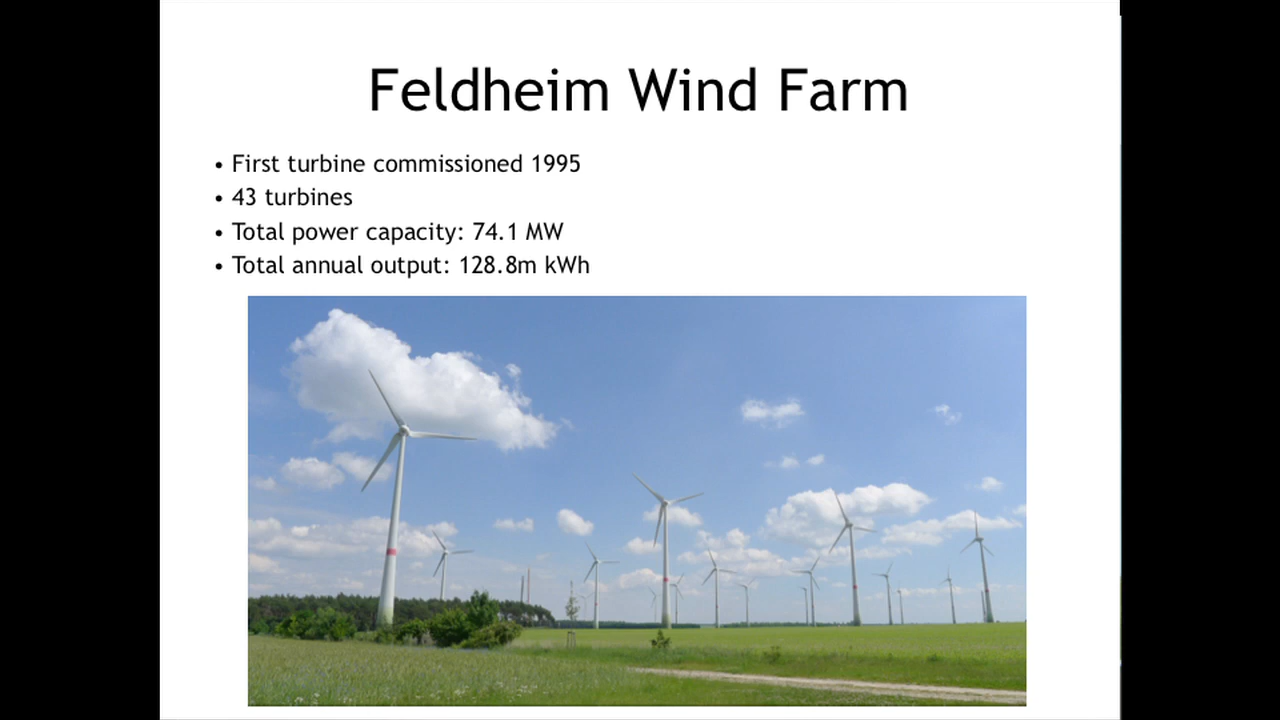 Feldheim Wind Farm
• First turbine commissioned 1995
• 43 turbines
• Total power capacity: 74.1 MW
• Total annual output: 128.8m kWh